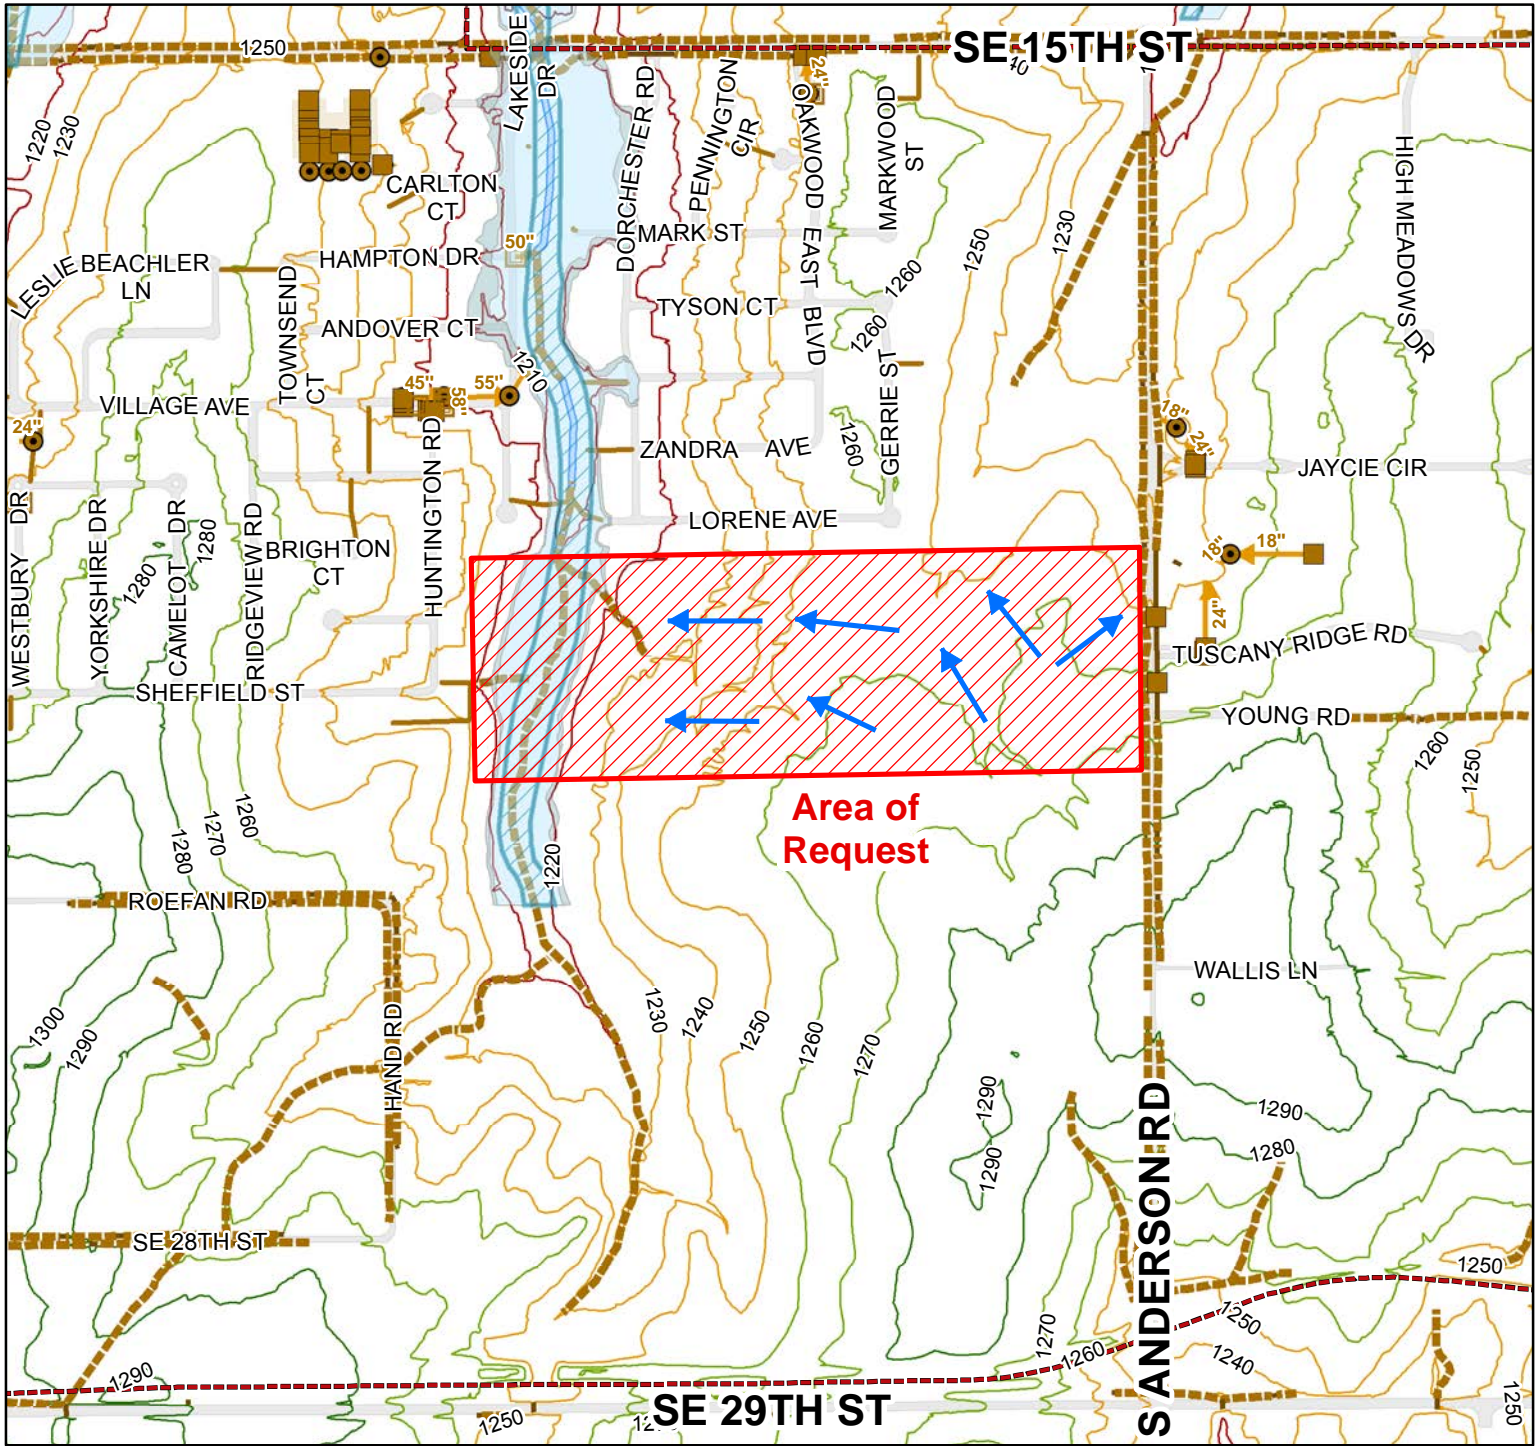 SE 15TH ST
1250
LAKESIDE
DR
40
1220
1230
24"
DORCHESTER RD
PENNINGTON
CIR
OAKWOOD EAST BLVD
MARKWOOD
ST
HIGH MEADOWS DR
CARLTON
CT
MARK ST
1250
1230
LESLIE BEACHLER
LN
HAMPTON DR
50"
TOWNSEND
CT
1260
TYSON CT
ANDOVER CT
1260
1210
45"
55"
58"
VILLAGE AVE
GERRIE ST
24"
HUNTINGTON RD
ZANDRA AVE
1260
18"
24"
JAYCIE CIR
WESTBURY DR
YORKSHIRE DR
CAMELOT DR
1280
1280
RIDGEVIEW RD
BRIGHTON
CT
LORENE AVE
18"
18"
24"
TUSCANY RIDGE RD
SHEFFIELD ST
YOUNG RD
1260
1250
Area of
Request
1260
1270
1280
1220
ROEFAN RD
WALLIS LN
1300
1290
HAND RD
1230
1240
1250
1260
1270
1290
1290
1290
1280
S ANDERSON RD
SE 28TH ST
1250
1250
1270
1260
1240
1290
SE 29TH ST
1250
1250